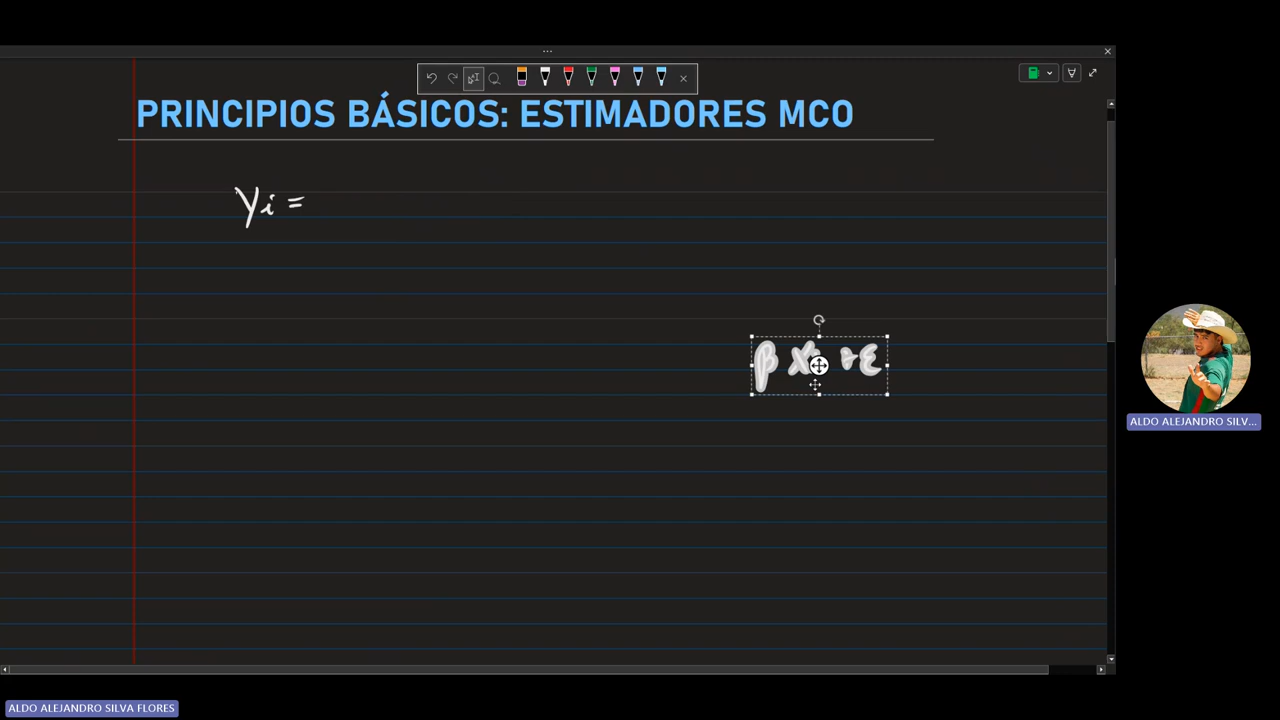 PRINCIPIOS BÁSICOS: ESTIMADORES MCO
Yi =
β Xi + ε
ALDO ALEJANDRO SILV...
ALDO ALEJANDRO SILVA FLORES